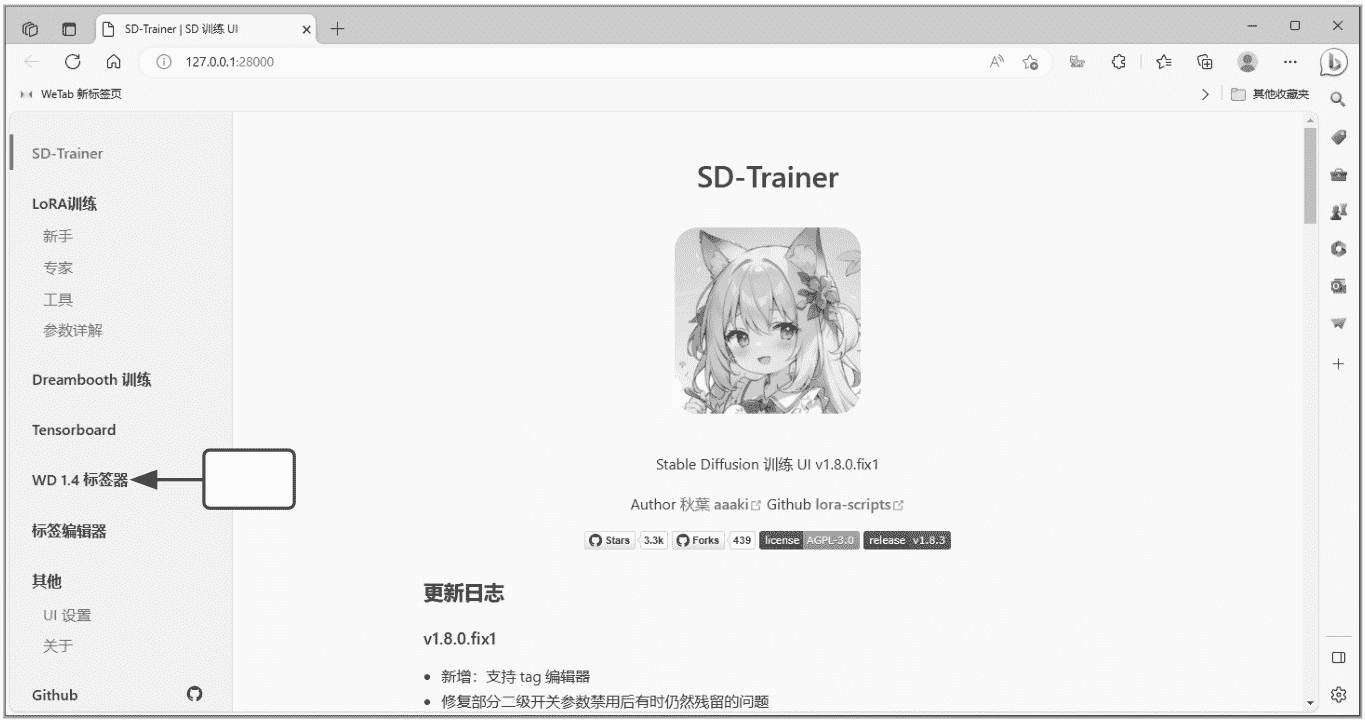 SD-Trainer | SD 训练 UI
127.0.0.1:28000
WeTab 新标签页
其他收藏夹
SD-Trainer
LoRA训练
新手
专家
工具
参数详解
Dreambooth 训练
Tensorboard
WD 1.4 标签器
标签编辑器
其他
UI 设置
关于
Github
SD-Trainer
Stable Diffusion 训练 UI v1.8.0.fix1
Author 秋葉 aaaki Github lora-scripts
Stars 3.3k Forks 439 license AGPL-3.0 release v1.8.3
更新日志
v1.8.0.fix1
• 新增：支持 tag 编辑器
• 修复部分二级开关参数禁用后有时仍然残留的问题